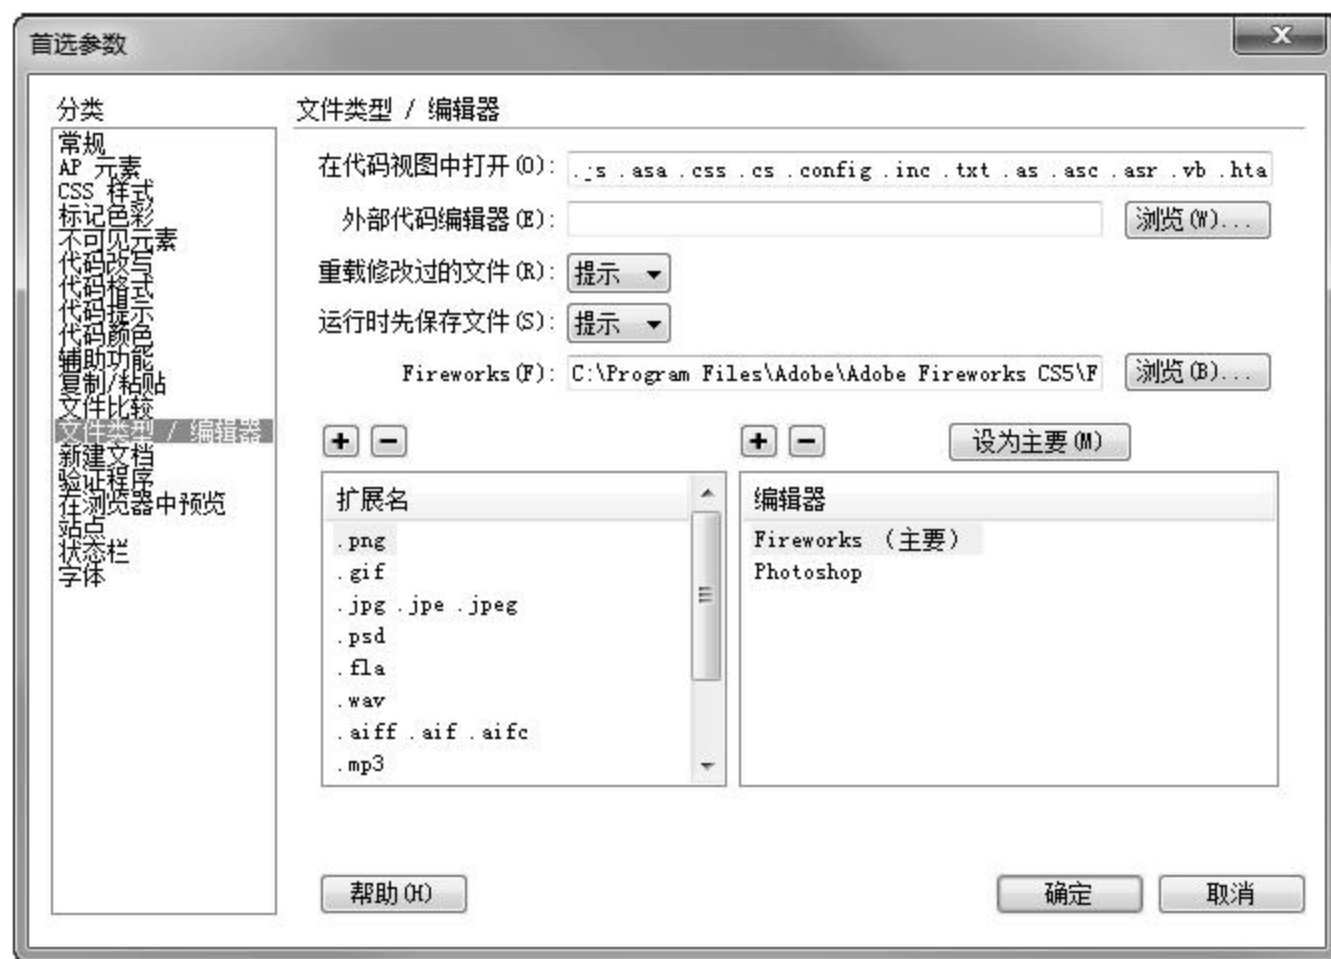 首选参数
分类
常规
AP 元素
CSS 样式
标记色彩
不可见元素
代码改写
代码格式
代码提示
代码颜色
辅助功能
复制/粘贴
文件比较
文件类型 / 编辑器
新建文档
验证程序
在浏览器中预览
站点
状态栏
字体
文件类型 / 编辑器
在代码视图中打开(O): .js .asa .css .cs .config .inc .txt .as .asc .asr .vb .hta
外部代码编辑器(E): 浏览(W)...
重载修改过的文件(R): 提示
运行时先保存文件(S): 提示
Fireworks(F): C:\Program Files\Adobe\Adobe Fireworks CS5\F 浏览(B)...
设为主要(M)
扩展名
.png
.gif
.jpg .jpe .jpeg
.psd
.fla
.wav
.aiff .aif .aifc
.mp3
编辑器
Fireworks （主要）
Photoshop
帮助(H)
确定
取消